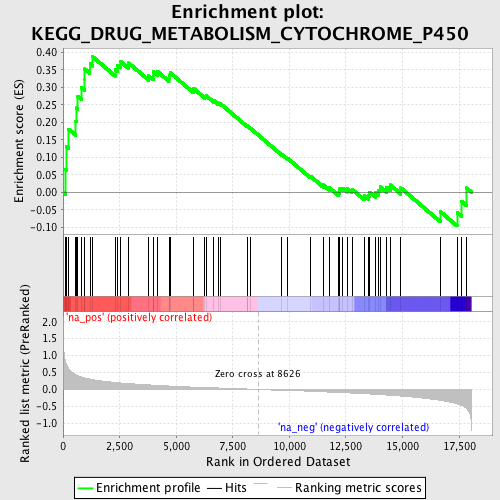 Enrichment plot:
KEGG_DRUG_METABOLISM_CYTOCHROME_P450
Enrichment score (ES)
0.40
0.35
0.30
0.25
0.20
0.15
0.10
0.05
0.00
-0.05
-0.10
'na_pos' (positively correlated)
Ranked list metric (PreRanked)
2.0
1.5
1.0
0.5
0.0
-0.5
-1.0
Zero cross at 8626
'na_neg' (negatively correlated)
0 2,500 5,000 7,500 10,000 12,500 15,000 17,500
Rank in Ordered Dataset
Enrichment profile Hits Ranking metric scores